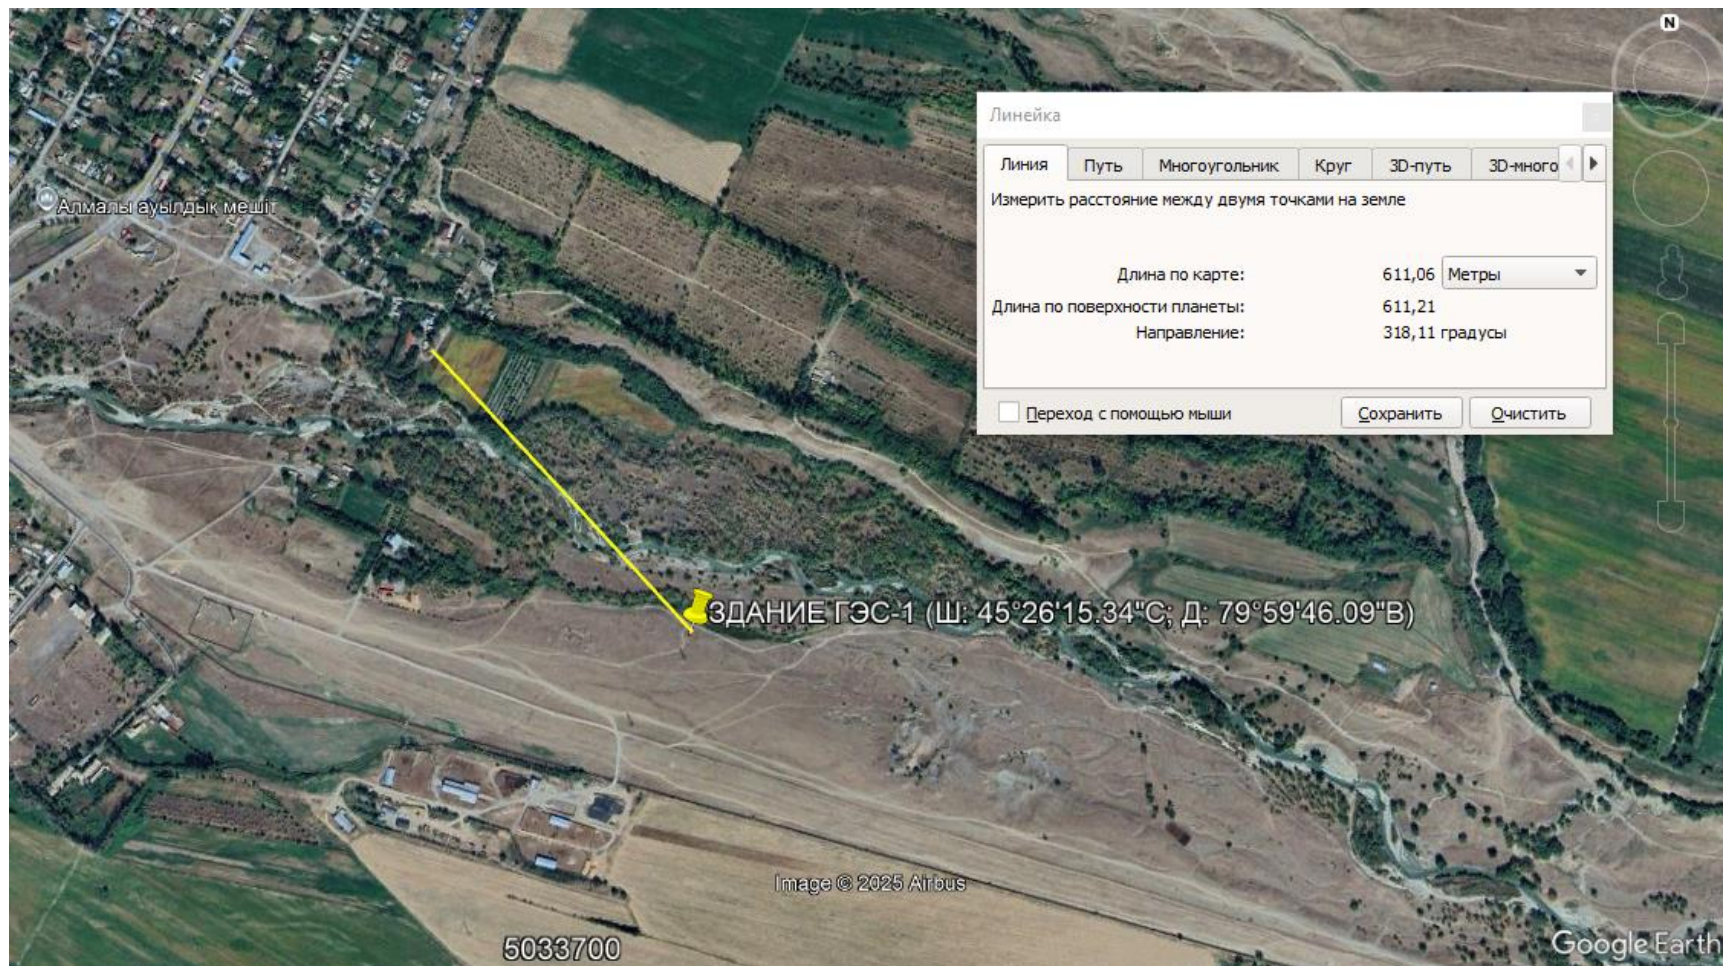 N
Линейка
Линия Путь Многоугольник Круг 3D-путь 3D-много
Измерить расстояние между двумя точками на земле
Длина по карте: 611,06 Метры
Длина по поверхности планеты: 611,21
Направление: 318,11 градусы
Переход с помощью мыши Сохранить Очистить
Алмалы ауылдық мешіт
ЗДАНИЕ ГЭС-1 (Ш: 45°26'15.34"С; Д: 79°59'46.09"В)
Image © 2025 Airbus
5033700
Google Earth